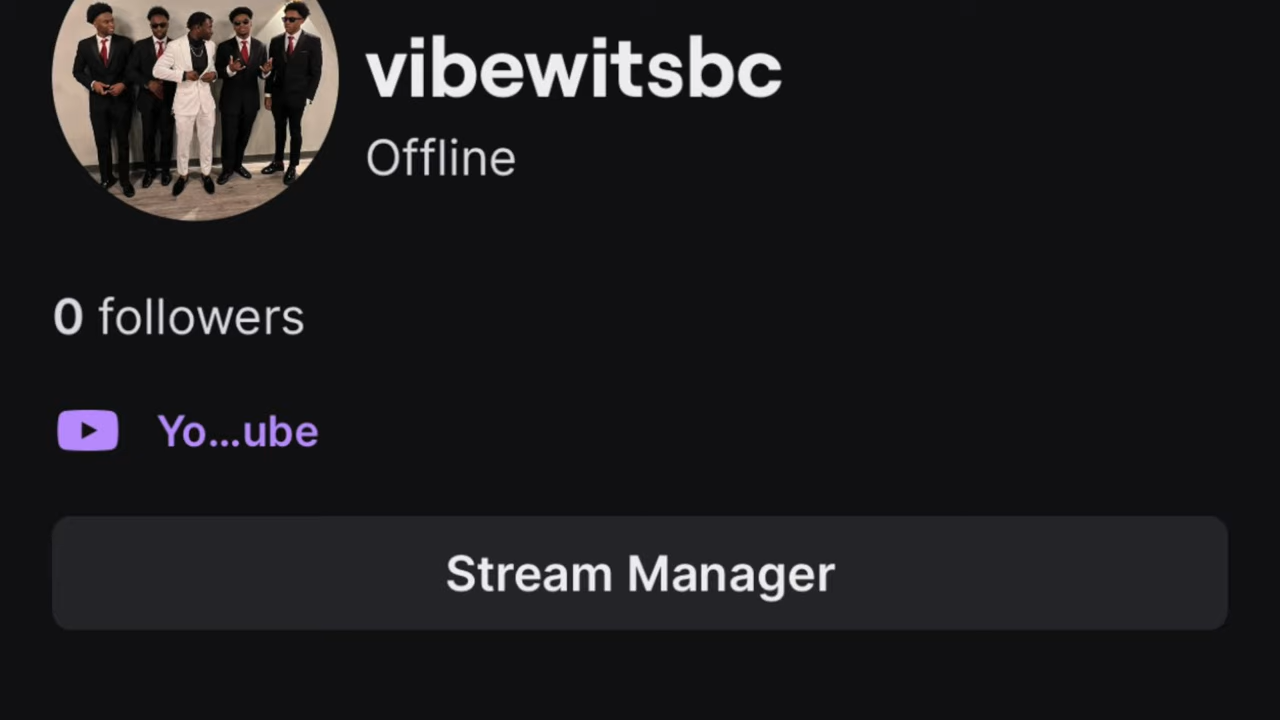 vibewitsbc
Offline
0 followers
Yo...ube
Stream Manager